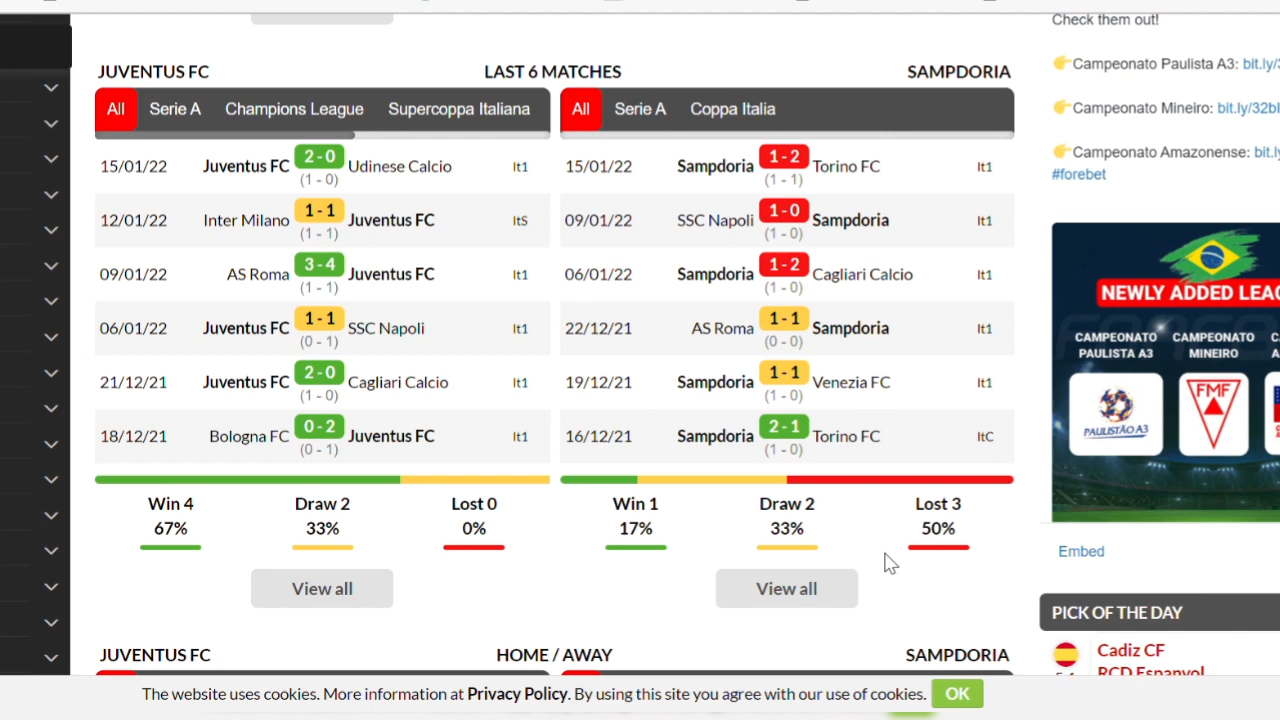 Check them out!
👉Campeonato Paulista A3: bit.ly/3
👉Campeonato Mineiro: bit.ly/32bl
👉Campeonato Amazonense: bit.ly
#forebet
JUVENTUS FC LAST 6 MATCHES SAMPDORIA
All Serie A Champions League Supercoppa Italiana
15/01/22 Juventus FC 2 - 0 Udinese Calcio It1
(1 - 0)
12/01/22 Inter Milano 1 - 1 Juventus FC ItS
(1 - 1)
09/01/22 AS Roma 3 - 4 Juventus FC It1
(1 - 1)
06/01/22 Juventus FC 1 - 1 SSC Napoli It1
(0 - 1)
21/12/21 Juventus FC 2 - 0 Cagliari Calcio It1
(1 - 0)
18/12/21 Bologna FC 0 - 2 Juventus FC It1
(0 - 1)
Win 4 Draw 2 Lost 0
67% 33% 0%
View all
All Serie A Coppa Italia
15/01/22 Sampdoria 1 - 2 Torino FC It1
(1 - 1)
09/01/22 SSC Napoli 1 - 0 Sampdoria It1
(1 - 0)
06/01/22 Sampdoria 1 - 2 Cagliari Calcio It1
(1 - 0)
22/12/21 AS Roma 1 - 1 Sampdoria It1
(0 - 0)
19/12/21 Sampdoria 1 - 1 Venezia FC It1
(1 - 0)
16/12/21 Sampdoria 2 - 1 Torino FC ItC
(1 - 0)
Win 1 Draw 2 Lost 3
17% 33% 50%
View all
JUVENTUS FC HOME / AWAY SAMPDORIA
NEWLY ADDED LEAG
CAMPEONATO PAULISTA A3
CAMPEONATO MINEIRO
PAULISTÃO A3
FMF
Embed
PICK OF THE DAY
Cadiz CF
RCD Espanyol
The website uses cookies. More information at Privacy Policy. By using this site you agree with our use of cookies. OK